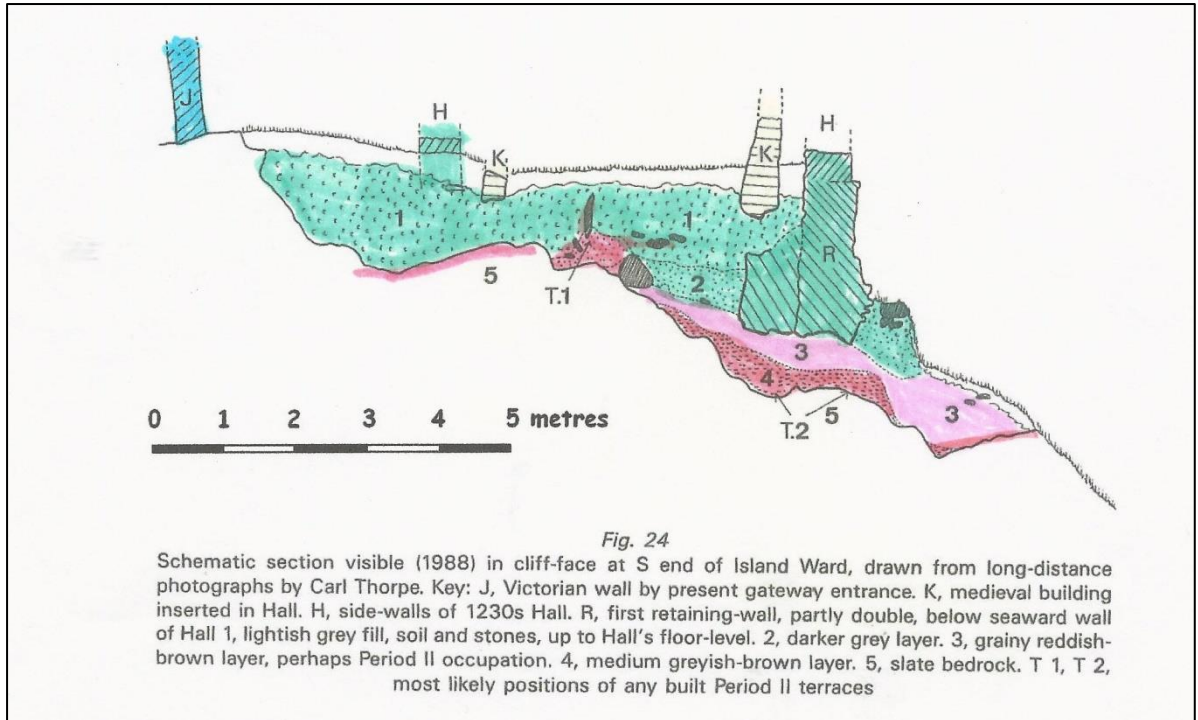 J
H
K
K
H
1
1
R
5
T.1
2
3
4
5
T.2
3
0 1 2 3 4 5 metres
Fig. 24
Schematic section visible (1988) in cliff-face at S end of Island Ward, drawn from long-distance
photographs by Carl Thorpe. Key: J, Victorian wall by present gateway entrance. K, medieval building
inserted in Hall. H, side-walls of 1230s Hall. R, first retaining-wall, partly double, below seaward wall
of Hall 1, lightish grey fill, soil and stones, up to Hall's floor-level. 2, darker grey layer. 3, grainy reddish-
brown layer, perhaps Period II occupation. 4, medium greyish-brown layer. 5, slate bedrock. T 1, T 2,
most likely positions of any built Period II terraces